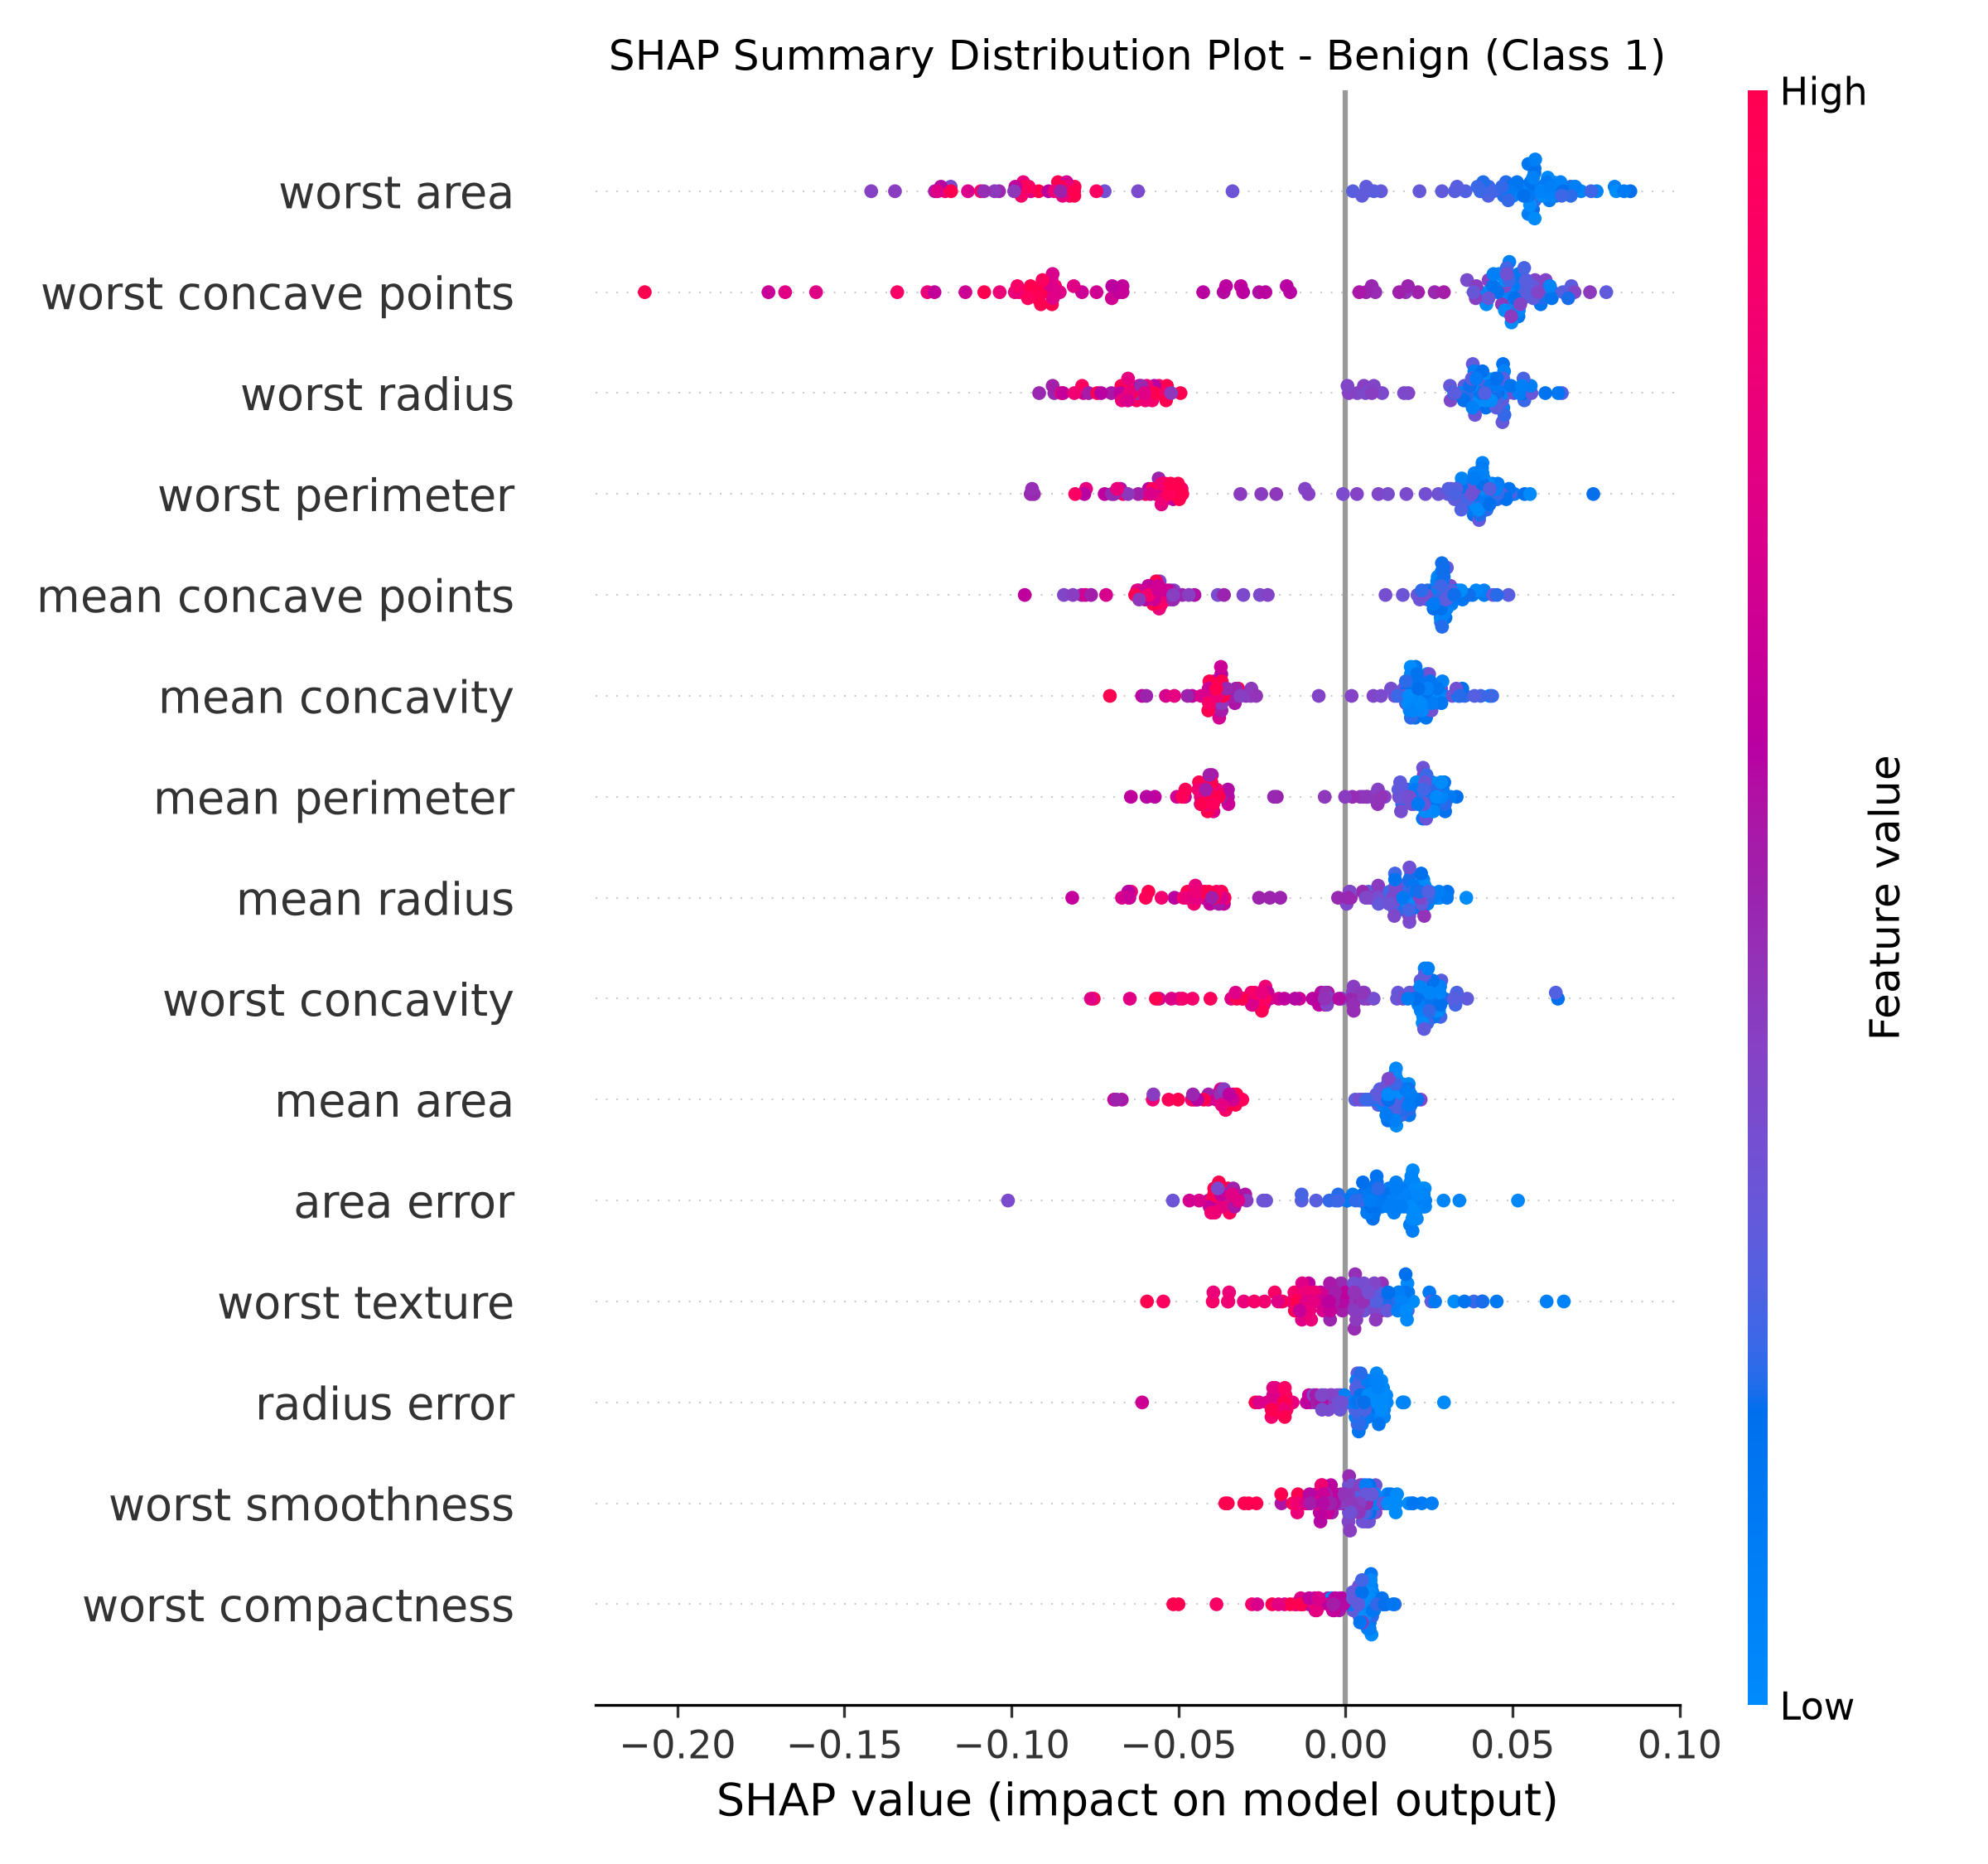 SHAP Summary Distribution Plot - Benign (Class 1)
High
worst area
worst concave points
worst radius
worst perimeter
mean concave points
mean concavity
mean perimeter
mean radius
worst concavity
mean area
area error
worst texture
radius error
worst smoothness
worst compactness
Feature value
Low
−0.20 −0.15 −0.10 −0.05 0.00 0.05 0.10
SHAP value (impact on model output)